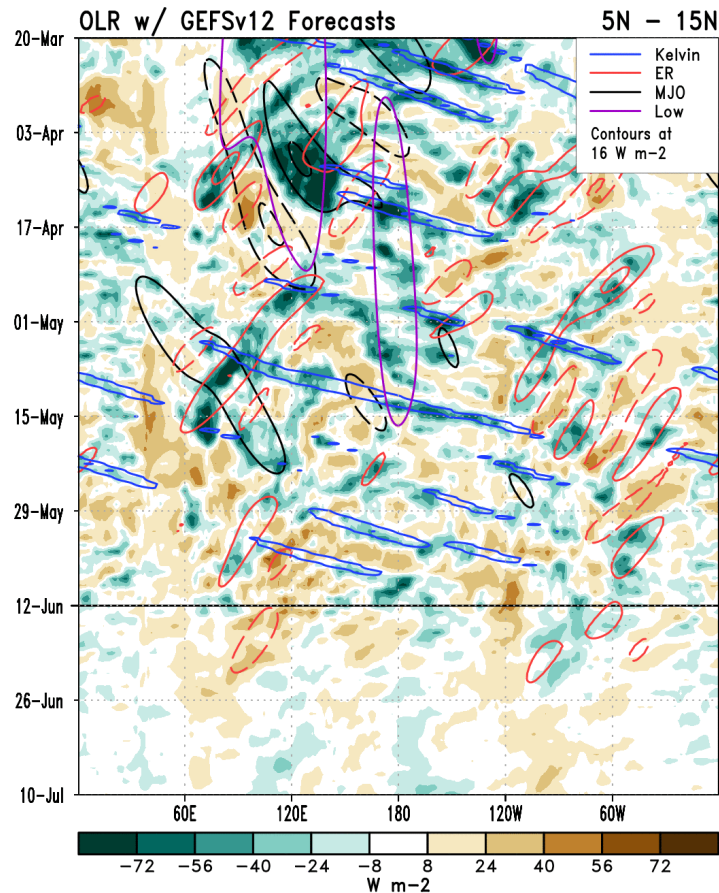 OLR w/ GEFSv12 Forecasts 5N - 15N
20-Mar
03-Apr
17-Apr
01-May
15-May
29-May
12-Jun
26-Jun
10-Jul
Kelvin
ER
MJO
Low
Contours at
16 W m-2
60E 120E 180 120W 60W
-72 -56 -40 -24 -8 8 24 40 56 72
W m-2